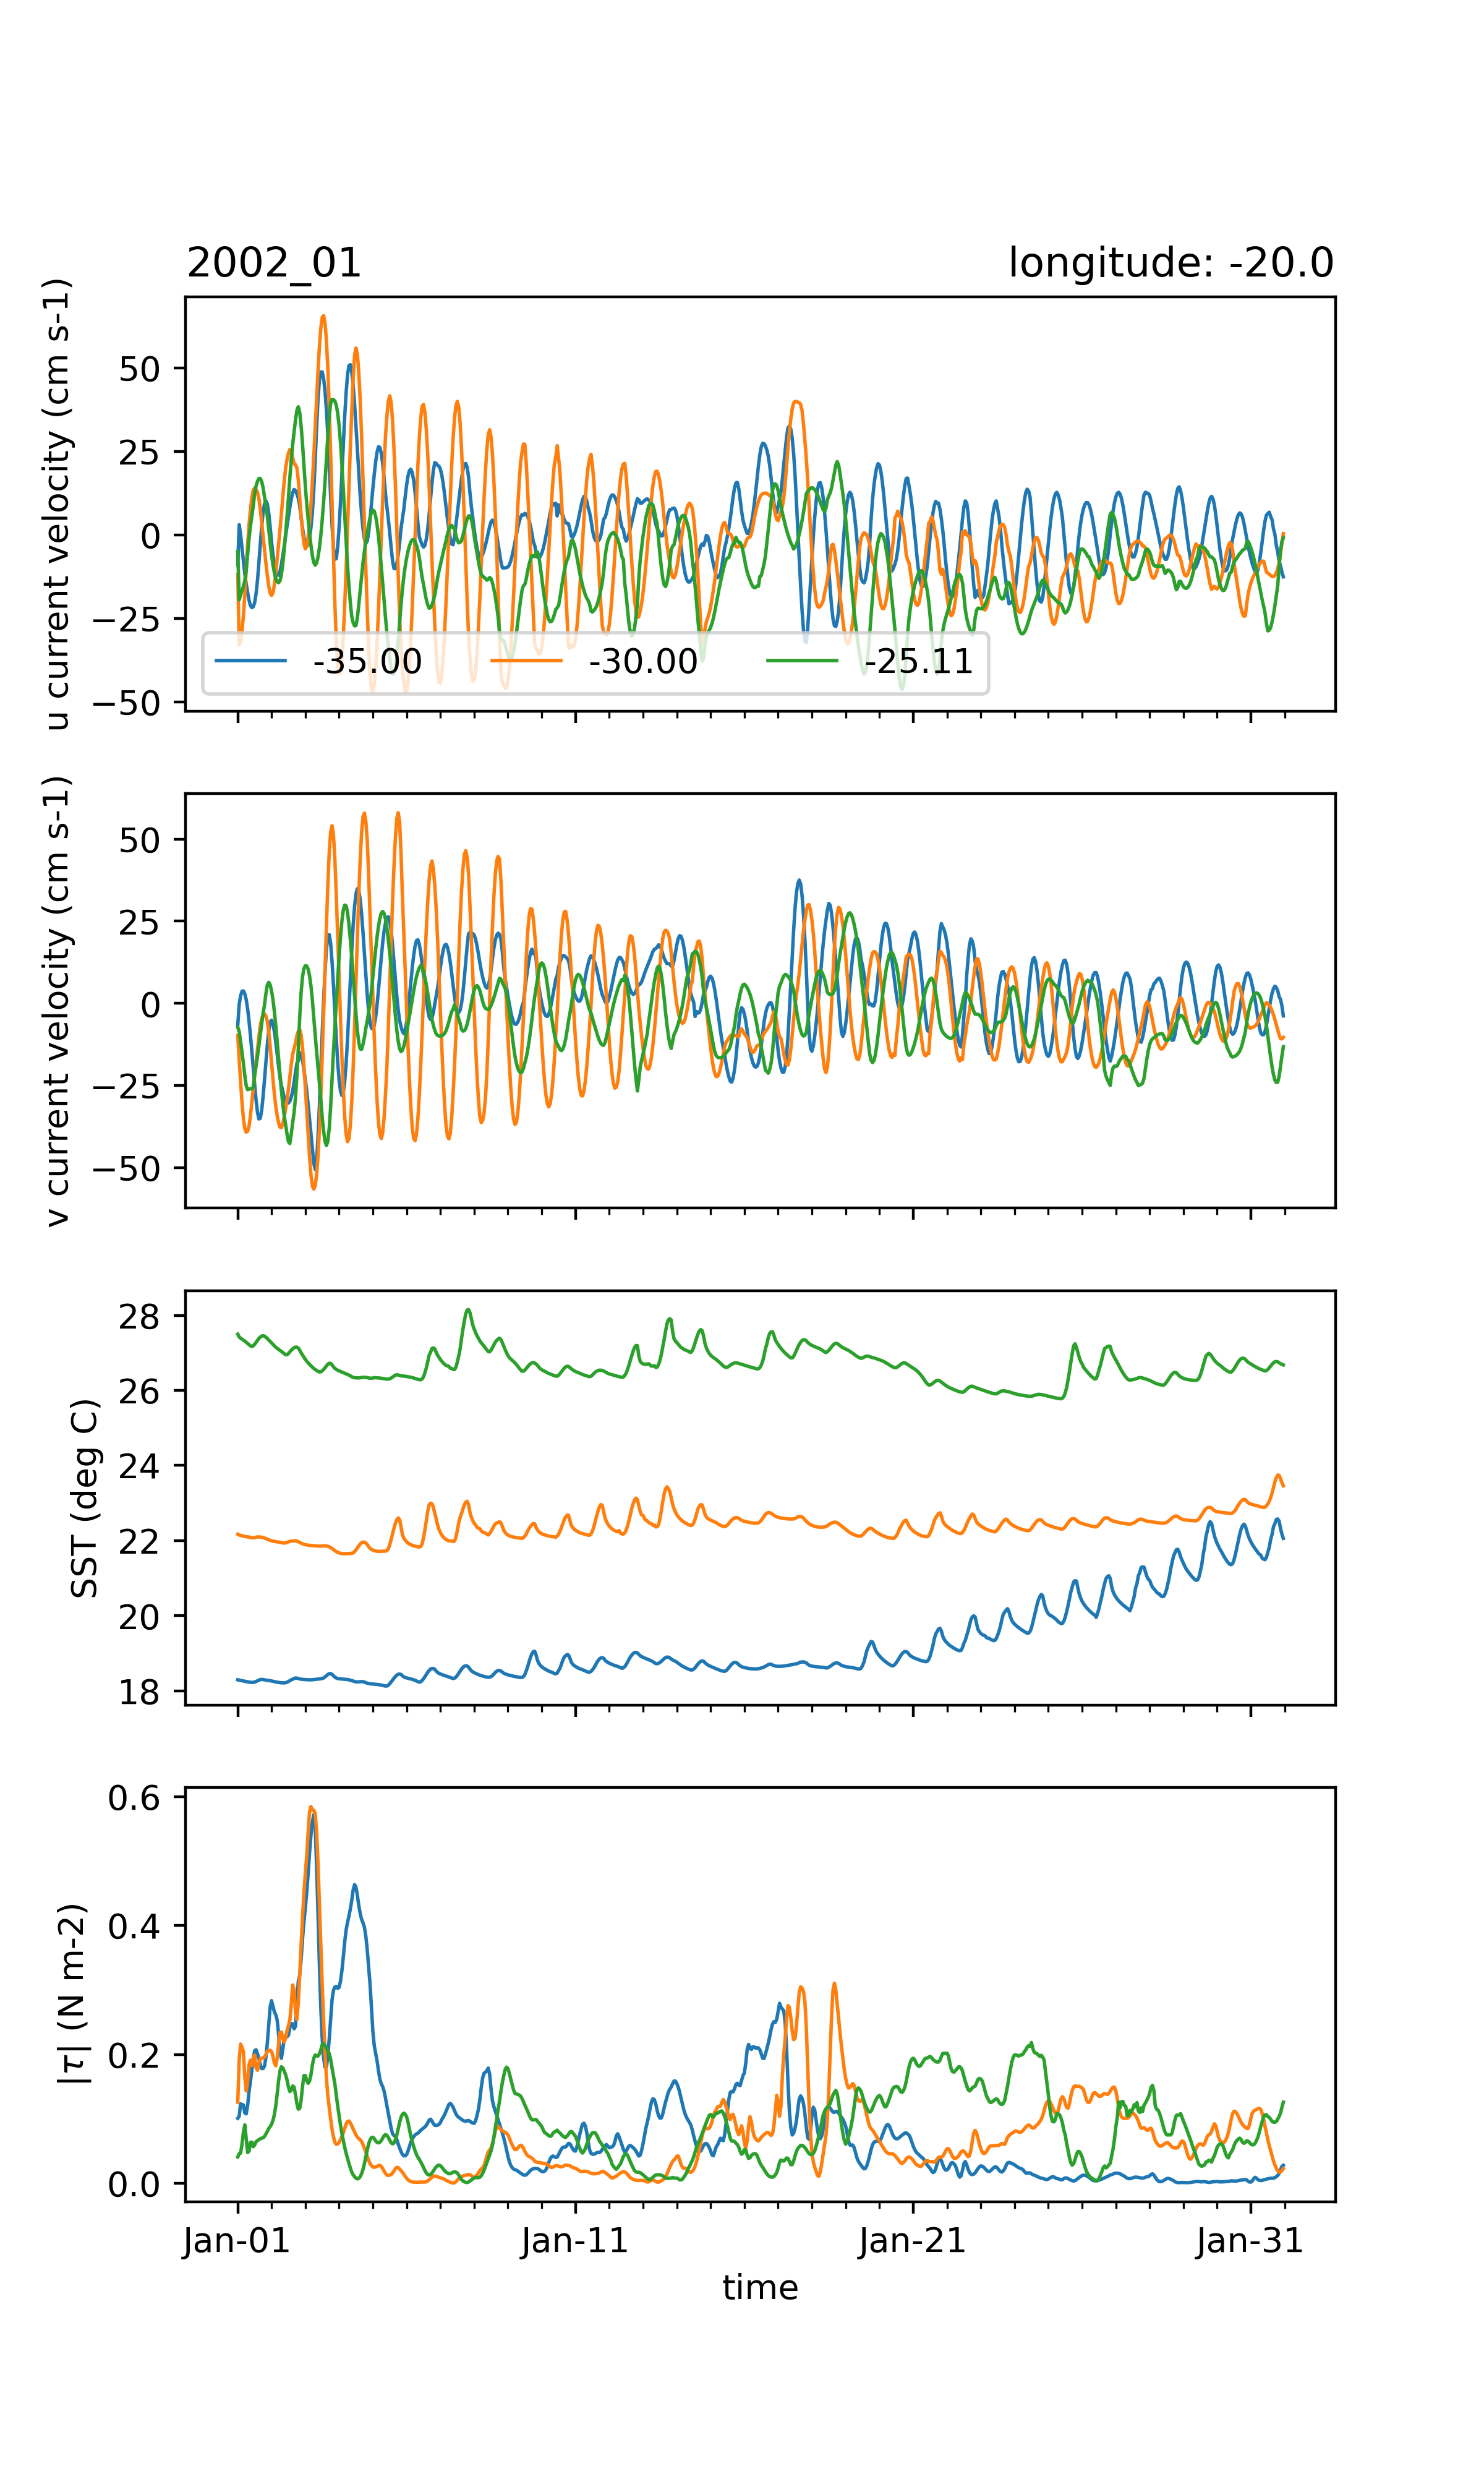 2002_01 longitude: -20.0
u current velocity (cm s-1)
50
25
0
−25
−50
-35.00 -30.00 -25.11
v current velocity (cm s-1)
50
25
0
−25
−50
SST (deg C)
28
26
24
22
20
18
|τ| (N m-2)
0.6
0.4
0.2
0.0
Jan-01 Jan-11 Jan-21 Jan-31
time